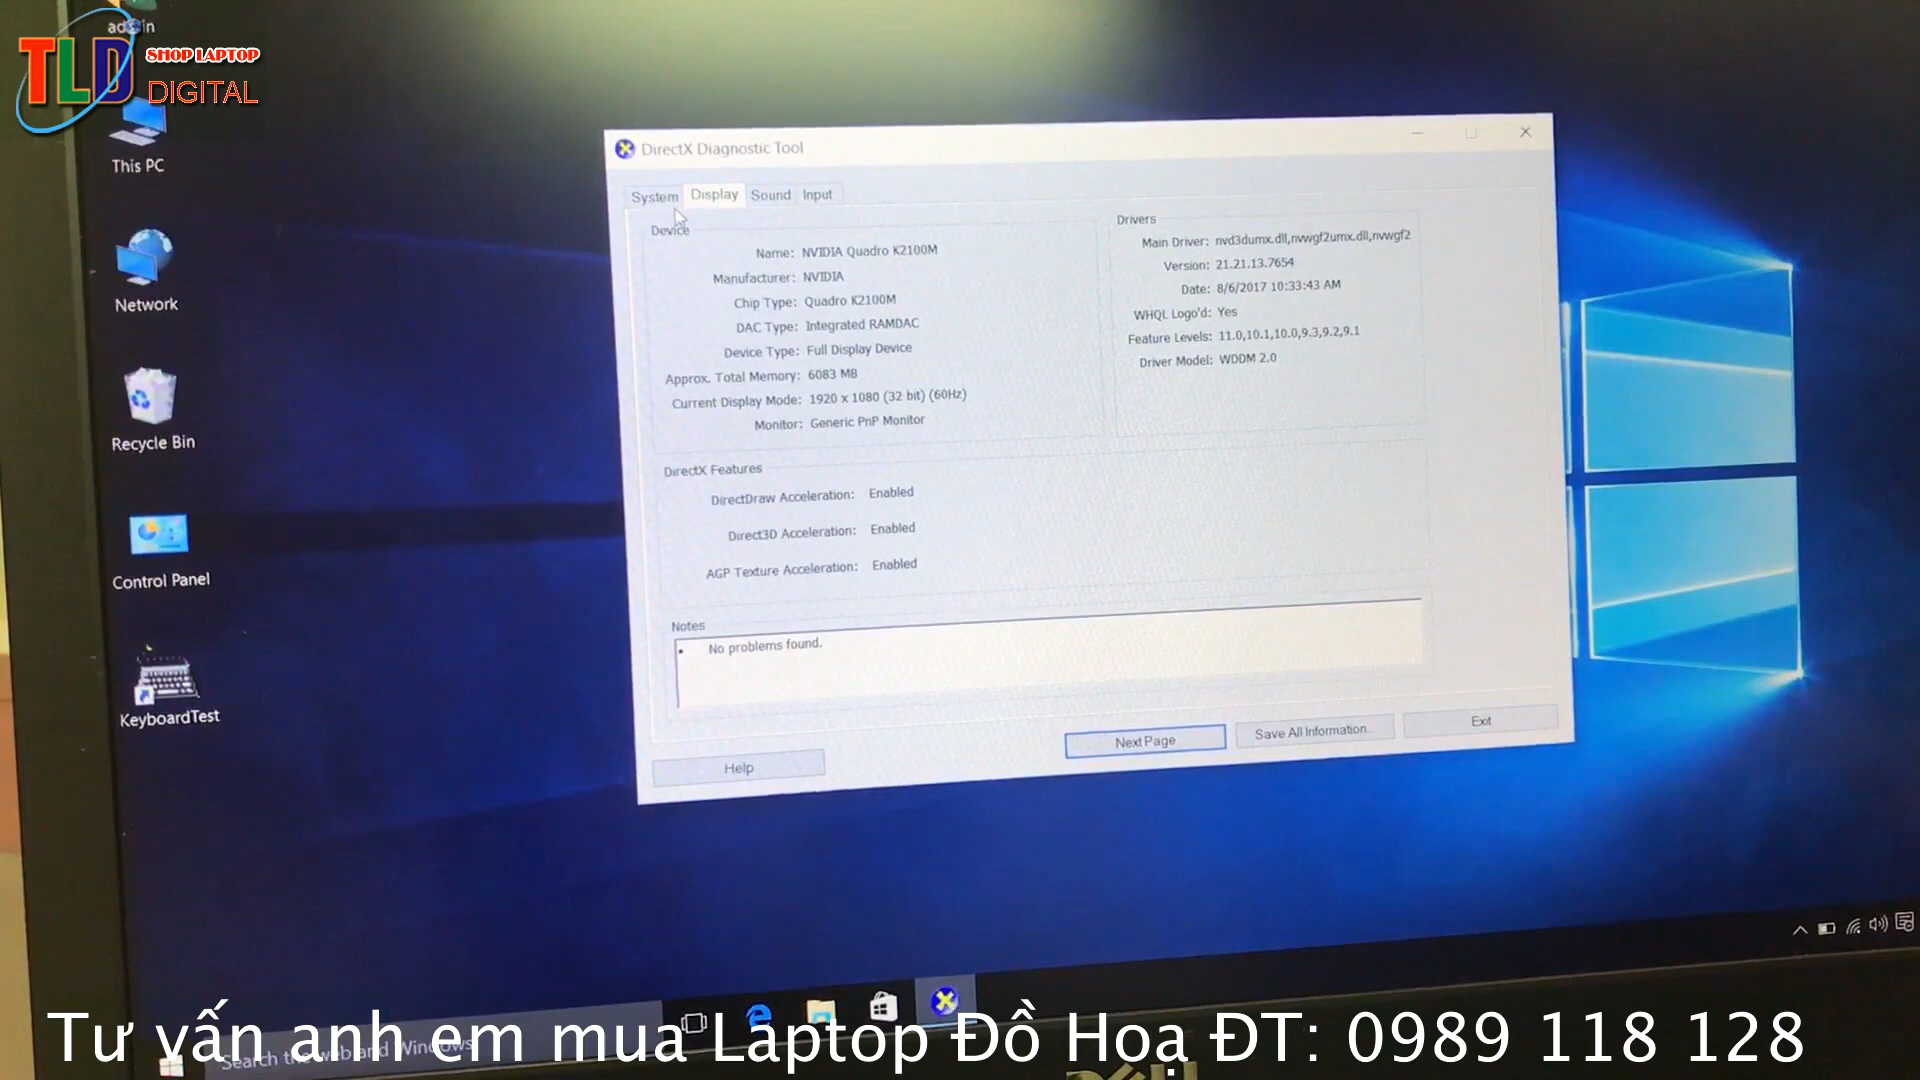 admin
TLD
SHOP LAPTOP
DIGITAL
This PC
Network
Recycle Bin
Control Panel
KeyboardTest
DirectX Diagnostic Tool
System Display Sound Input
Device
Name: NVIDIA Quadro K2100M
Manufacturer: NVIDIA
Chip Type: Quadro K2100M
DAC Type: Integrated RAMDAC
Device Type: Full Display Device
Approx. Total Memory: 6083 MB
Current Display Mode: 1920 x 1080 (32 bit) (60Hz)
Monitor: Generic PnP Monitor
Drivers
Main Driver: nvd3dumx.dll,nvwgf2umx.dll,nvwgf2
Version: 21.21.13.7654
Date: 8/6/2017 10:33:43 AM
WHQL Logo'd: Yes
Feature Levels: 11.0,10.1,10.0,9.3,9.2,9.1
Driver Model: WDDM 2.0
DirectX Features
DirectDraw Acceleration: Enabled
Direct3D Acceleration: Enabled
AGP Texture Acceleration: Enabled
Notes
No problems found.
Help
Next Page
Save All Information...
Exit
Search the web and Windows
Tư vấn anh em mua Laptop Đồ Hoạ ĐT: 0989 118 128
DELL